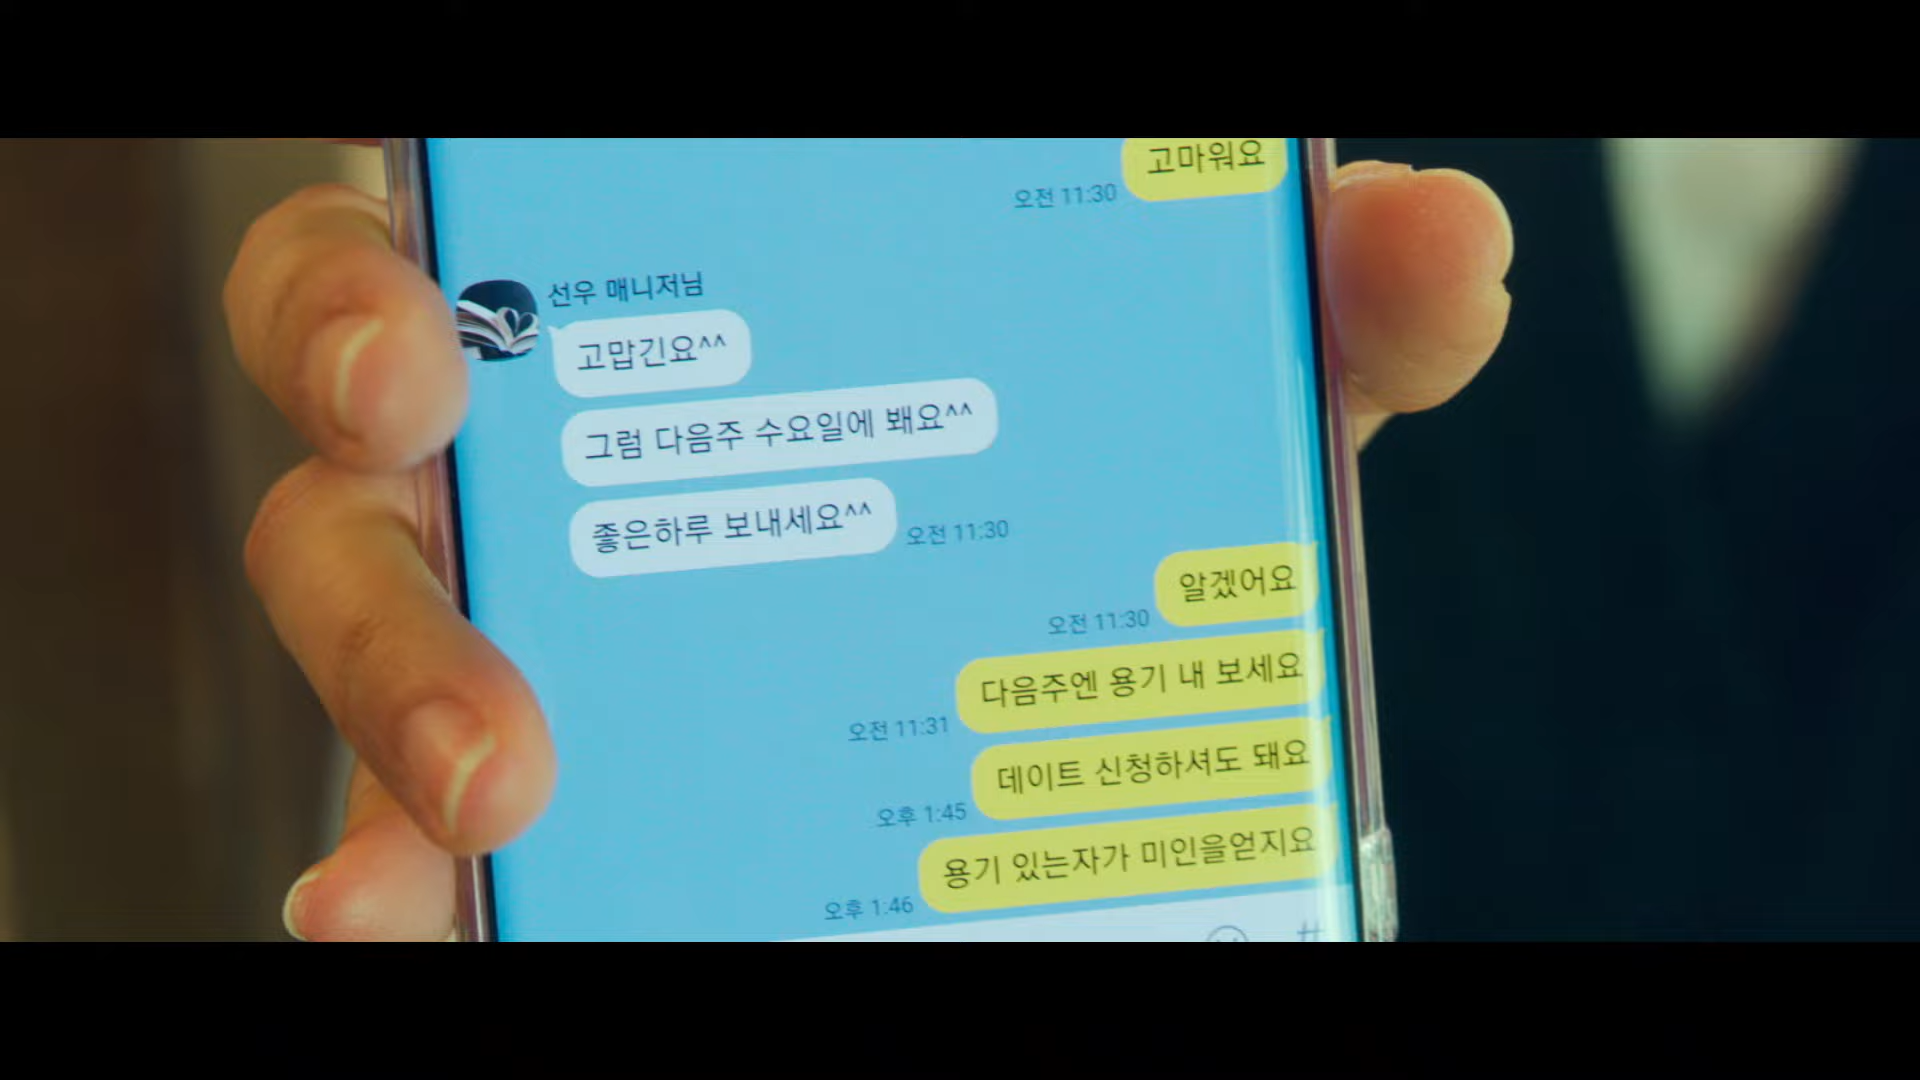 고마워요
오전 11:30
선우 매니저님
고맙긴요^^
그럼 다음주 수요일에 봬요^^
좋은하루 보내세요^^
오전 11:30
알겠어요
오전 11:30
다음주엔 용기 내 보세요
오전 11:31
데이트 신청하셔도 돼요
오후 1:45
용기 있는자가 미인을얻지요
오후 1:46
#